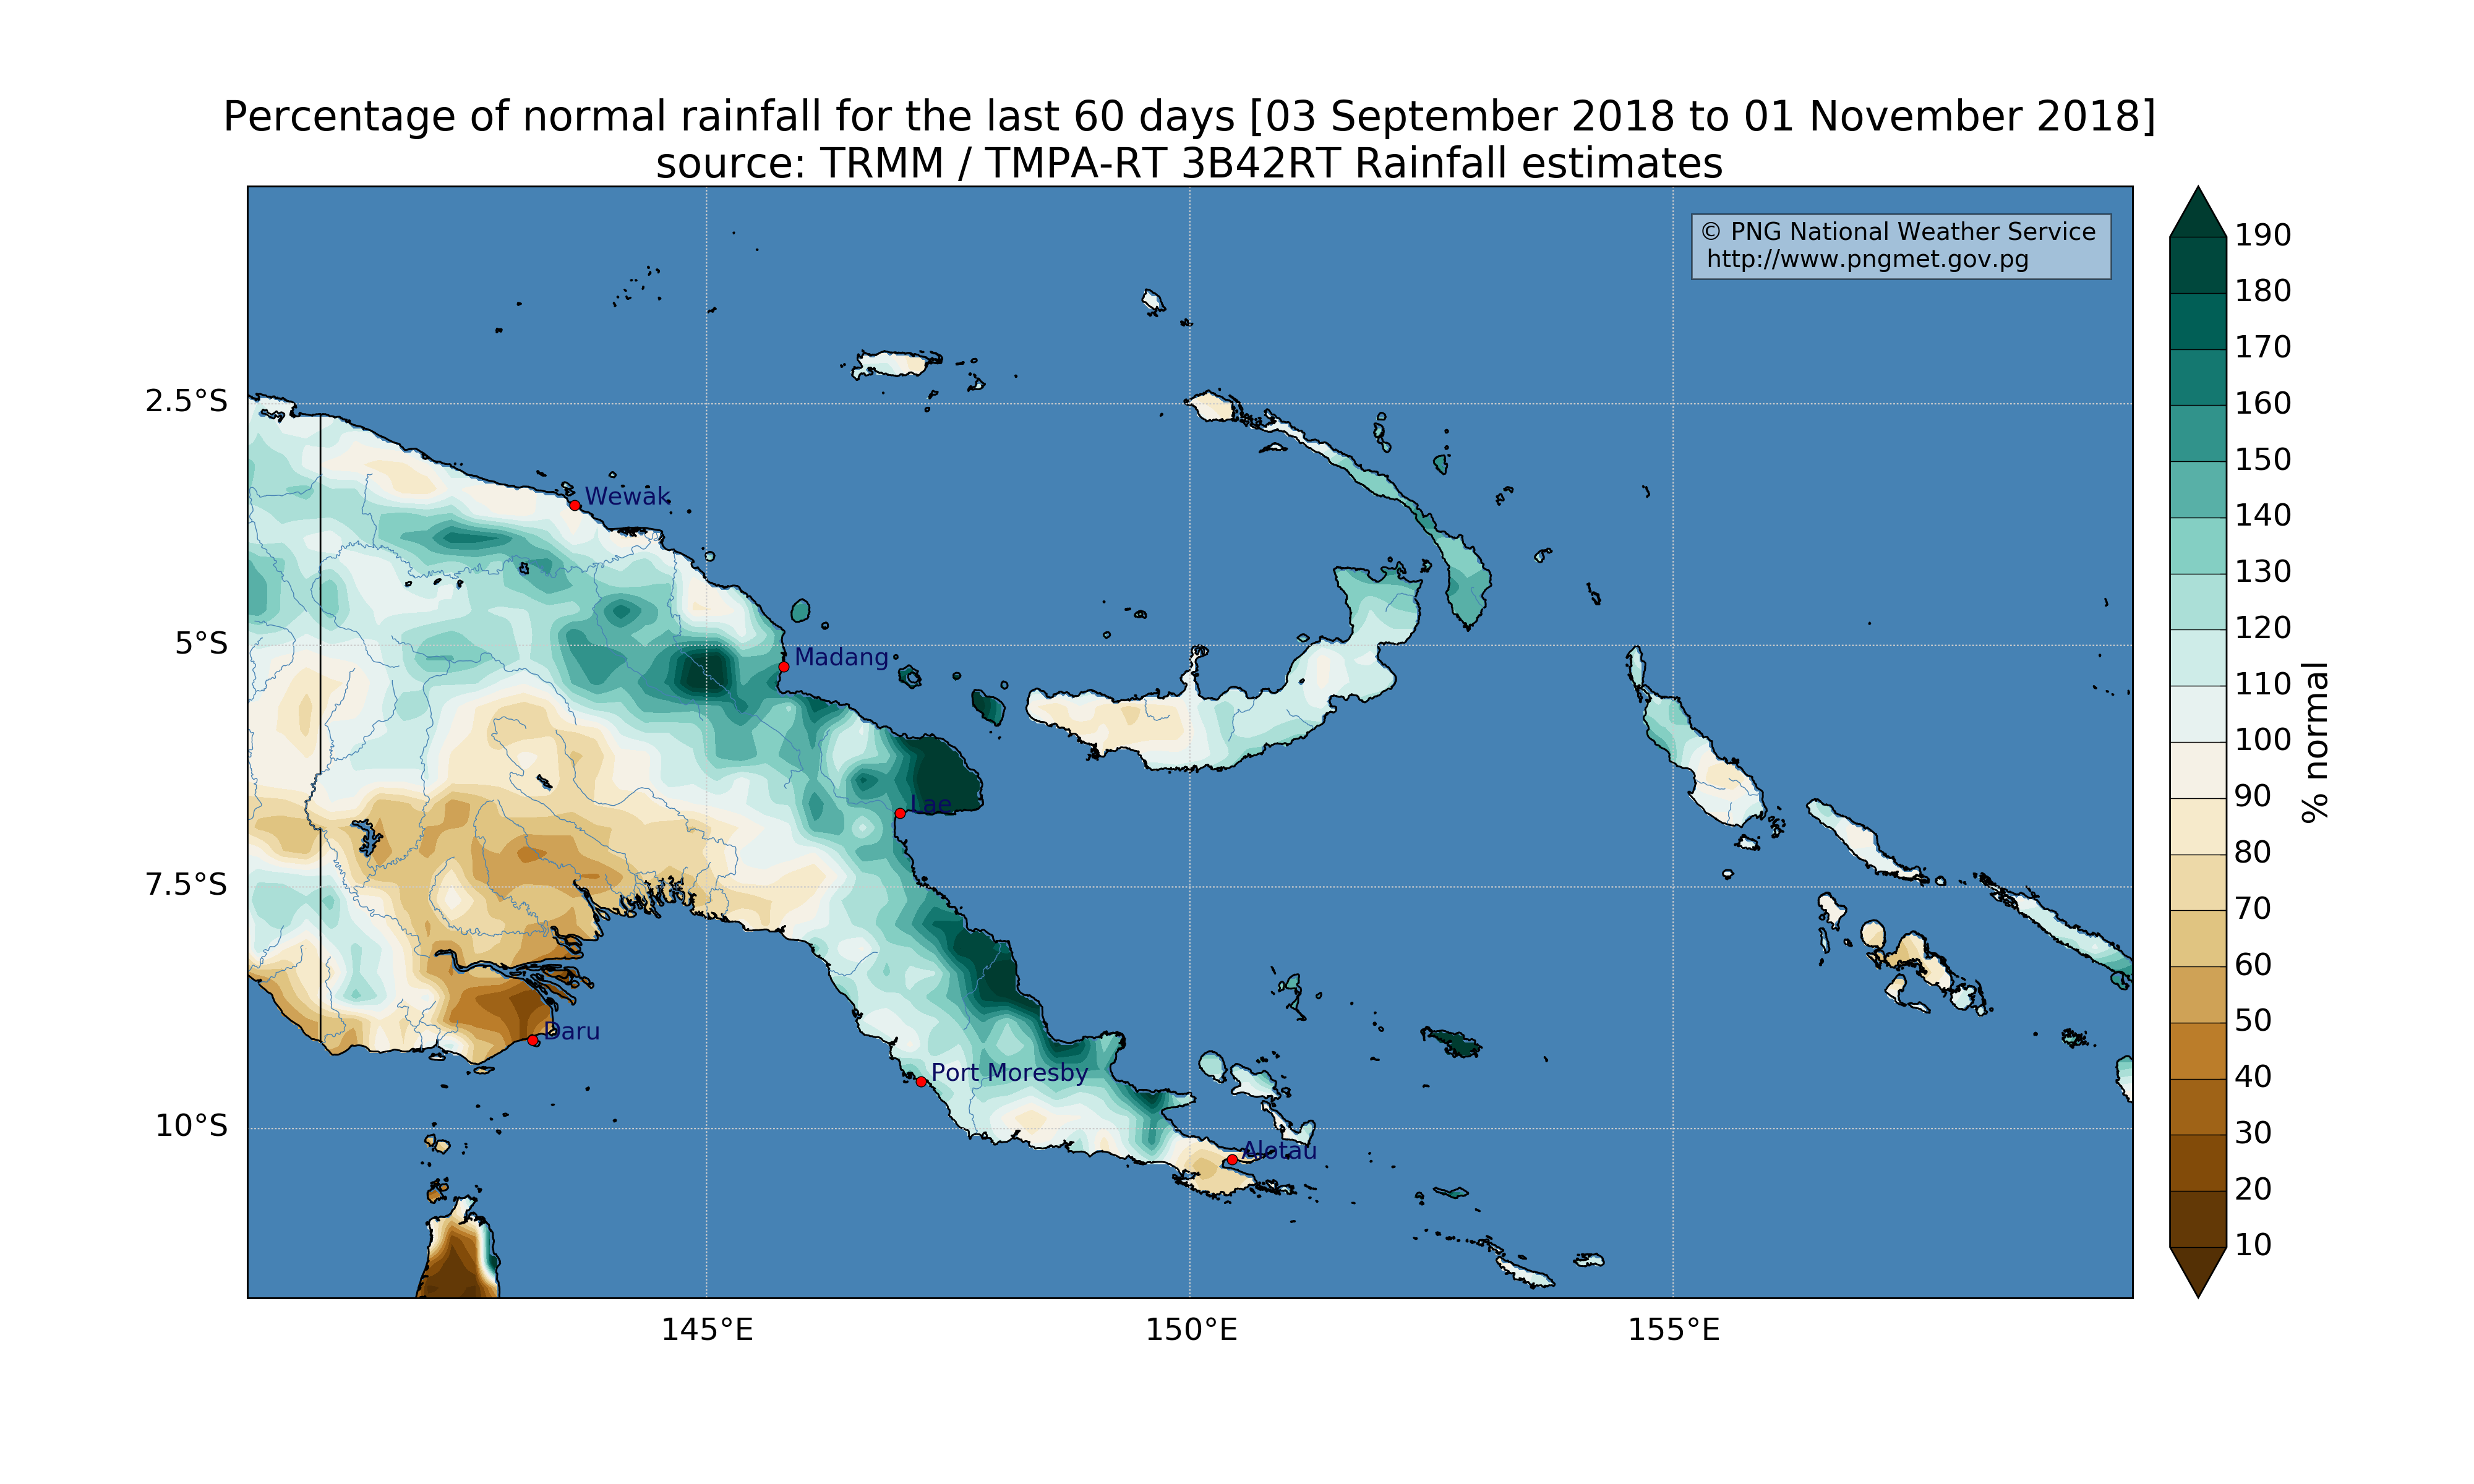 Percentage of normal rainfall for the last 60 days [03 September 2018 to 01 November 2018]
source: TRMM / TMPA-RT 3B42RT Rainfall estimates
© PNG National Weather Service
http://www.pngmet.gov.pg
2.5°S
5°S
7.5°S
10°S
Wewak
Madang
Lae
Daru
Port Moresby
Alotau
145°E
150°E
155°E
190
180
170
160
150
140
130
120
110
100
90
80
70
60
50
40
30
20
10
% normal